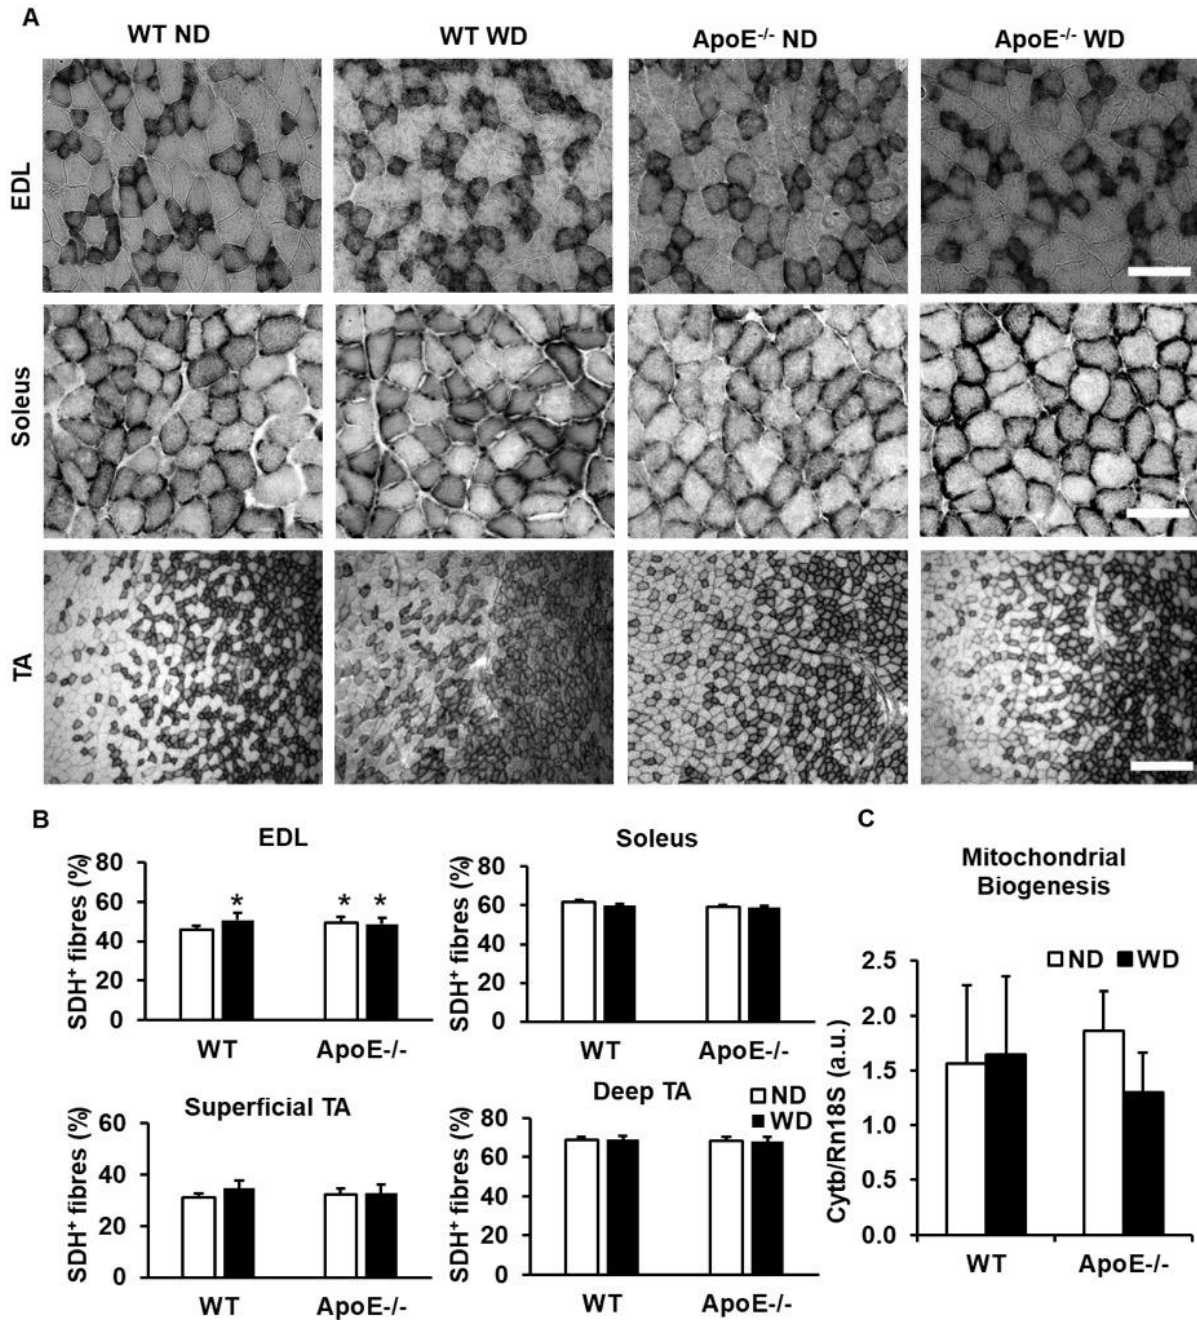 A
WT ND
WT WD
ApoE⁻/⁻ ND
ApoE⁻/⁻ WD
EDL
Soleus
TA
B
EDL
SDH⁺ fibres (%)
80
60
40
20
0
*
* *
WT
ApoE-/-
Soleus
SDH⁺ fibres (%)
80
60
40
20
0
WT
ApoE-/-
Superficial TA
SDH⁺ fibres (%)
60
40
20
0
WT
ApoE-/-
Deep TA
ND
WD
SDH⁺ fibres (%)
80
60
40
20
0
WT
ApoE-/-
C
Mitochondrial
Biogenesis
ND WD
Cytb/Rn18S (a.u.)
2.5
2.0
1.5
1.0
0.5
0.0
WT
ApoE-/-